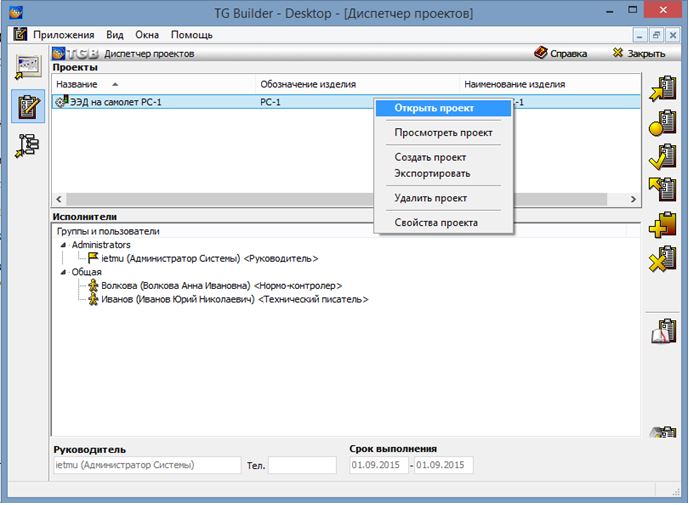 TG Builder - Desktop - [Диспетчер проектов]
Приложения Вид Окна Помощь
TGB Диспетчер проектов Справка Закрыть
Проекты
Название Обозначение изделия Наименование изделия
ЭЭД на самолет РС-1 РС-1 -1
Открыть проект
Просмотреть проект
Создать проект
Экспортировать
Удалить проект
Свойства проекта
Исполнители
Группы и пользователи
Administrators
ietmu (Администратор Системы) <Руководитель>
Общая
Волкова (Волкова Анна Ивановна) <Нормо-контролер>
Иванов (Иванов Юрий Николаевич) <Технический писатель>
Руководитель Срок выполнения
ietmu (Администратор Системы) Тел. 01.09.2015 - 01.09.2015